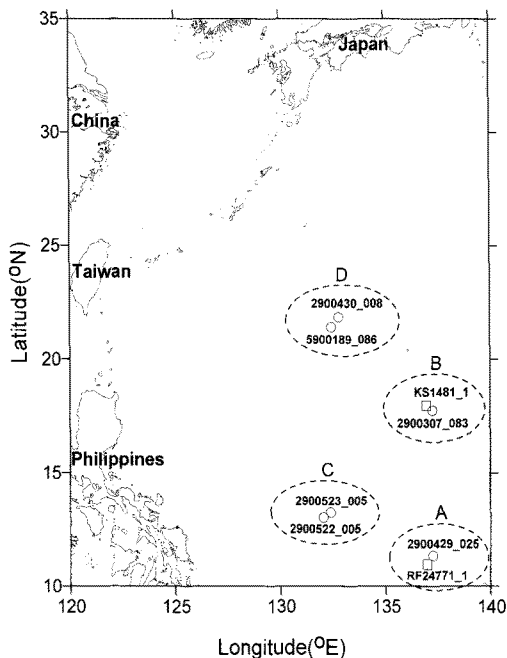 35
Japan
30
China
25
Taiwan
D
2900430_008
5900189_086
20
B
KS1481_1
2900307_083
Philippines
15
C
2900523_005
2900522_005
A
2900429_025
RF24771_1
10
120
125
130
135
140
Latitude(°N)
Longitude(°E)